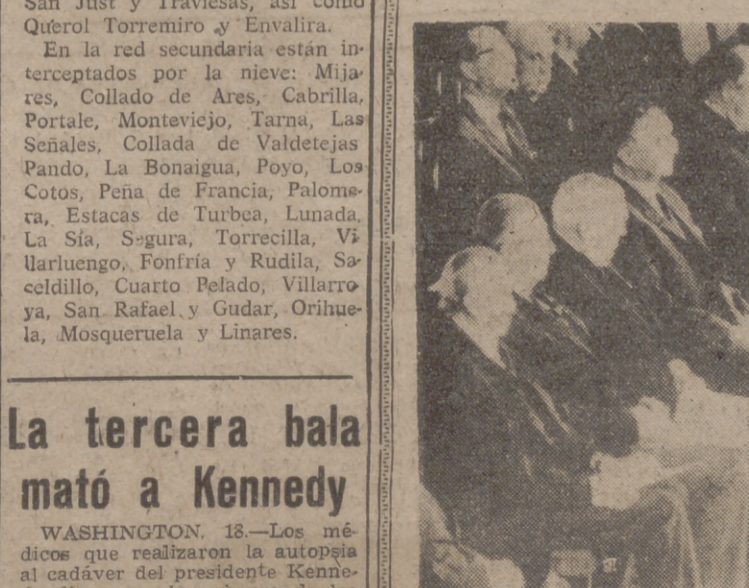 San Just y Traviesas, así como
Querol Torremiro y Envalira.
En la red secundaria están in-
terceptados por la nieve: Mija-
res, Collado de Ares, Cabrilla,
Portale, Monteviejo, Tarna, Las
Señales, Collada de Valdetejas
Pando, La Bonaigua, Poyo, Los
Cotos, Peña de Francia, Palome-
ra, Estacas de Turbea, Lunada,
La Sía, Segura, Torrecilla, Vi
llarluengo, Fonfría y Rudila, Sa-
celdillo, Cuarto Pelado, Villarro
ya, San Rafael y Gudar, Orihue-
la, Mosqueruela y Linares.
La tercera bala
mató a Kennedy
WASHINGTON, 18.—Los mé-
dicos que realizaron la autopsia
al cadáver del presidente Kenne-